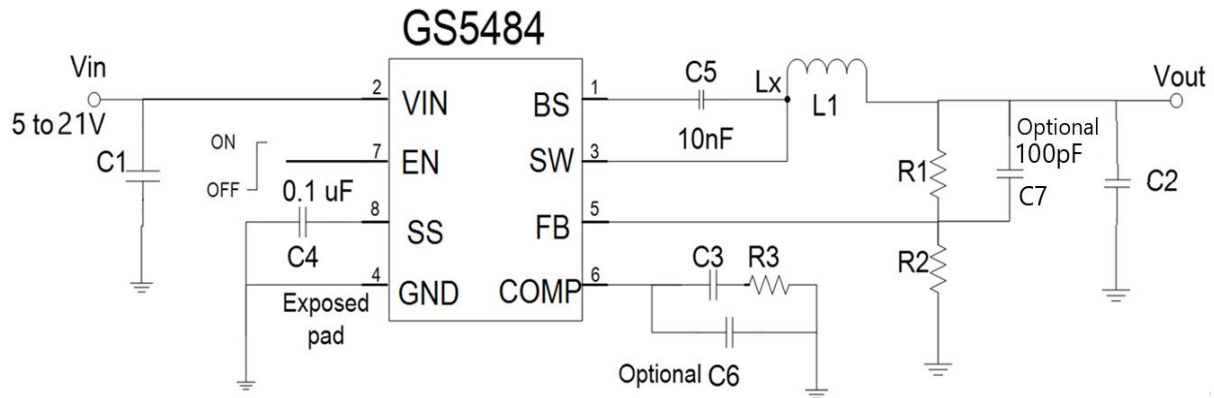 GS5484
Vin
5 to 21V
C1
ON
OFF
0.1 uF
C4
Exposed
pad
2
7
8
4
VIN
EN
SS
GND
BS
SW
FB
COMP
1
3
5
6
C5
10nF
Lx
L1
C3
R3
Optional C6
R1
R2
Optional
100pF
C7
C2
Vout